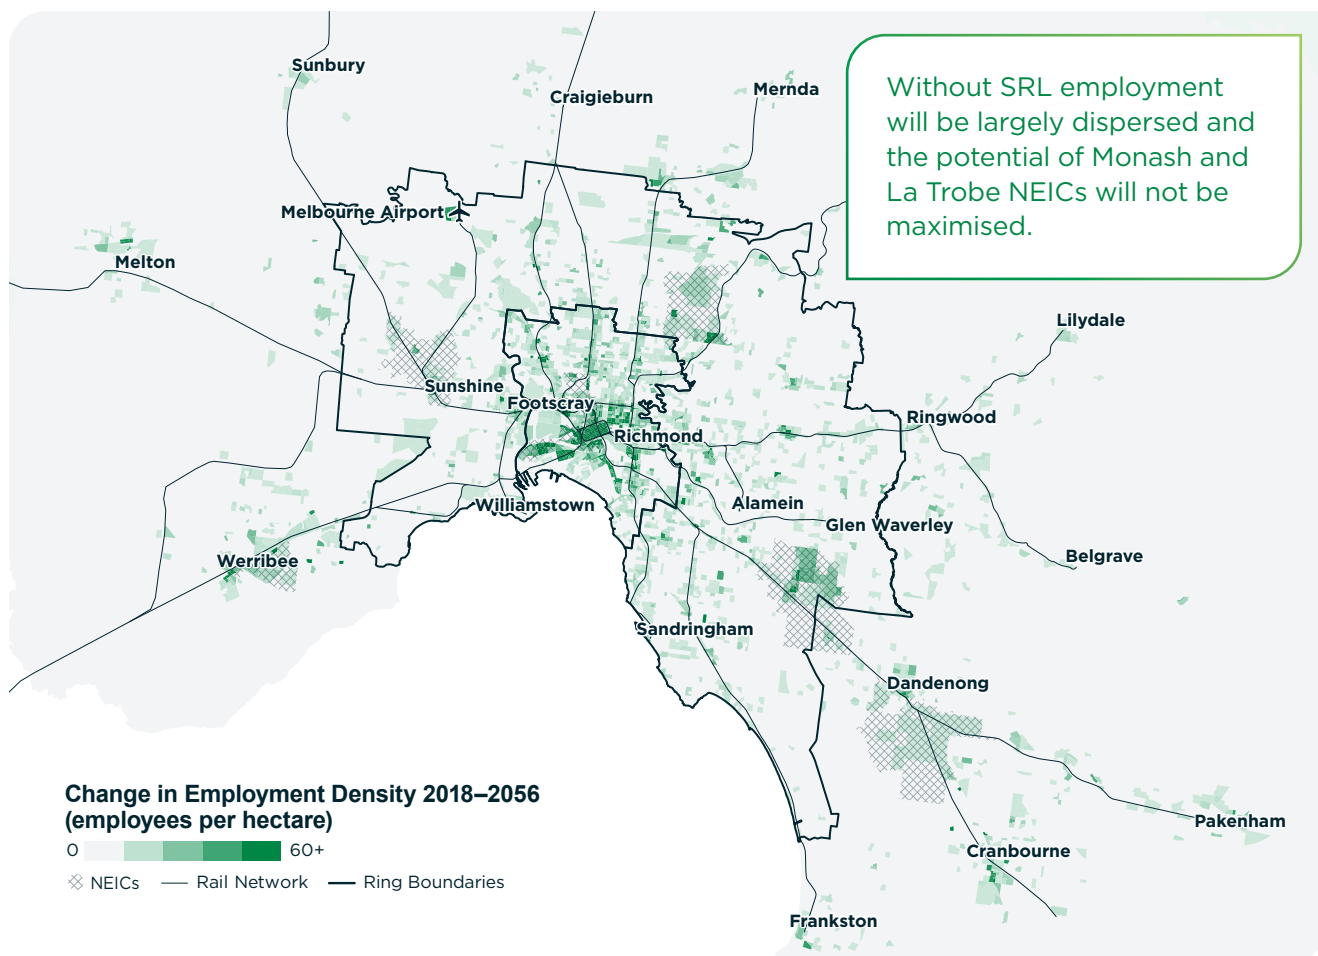 Sunbury
Craigieburn
Mernda
Without SRL employment
will be largely dispersed and
the potential of Monash and
La Trobe NEICs will not be
maximised.
Melbourne Airport
Melton
Lilydale
Sunshine
Footscray
Ringwood
Richmond
Williamstown
Alamein
Glen Waverley
Werribee
Belgrave
Sandringham
Dandenong
Change in Employment Density 2018–2056
(employees per hectare)
0 60+
NEICs Rail Network Ring Boundaries
Pakenham
Cranbourne
Frankston